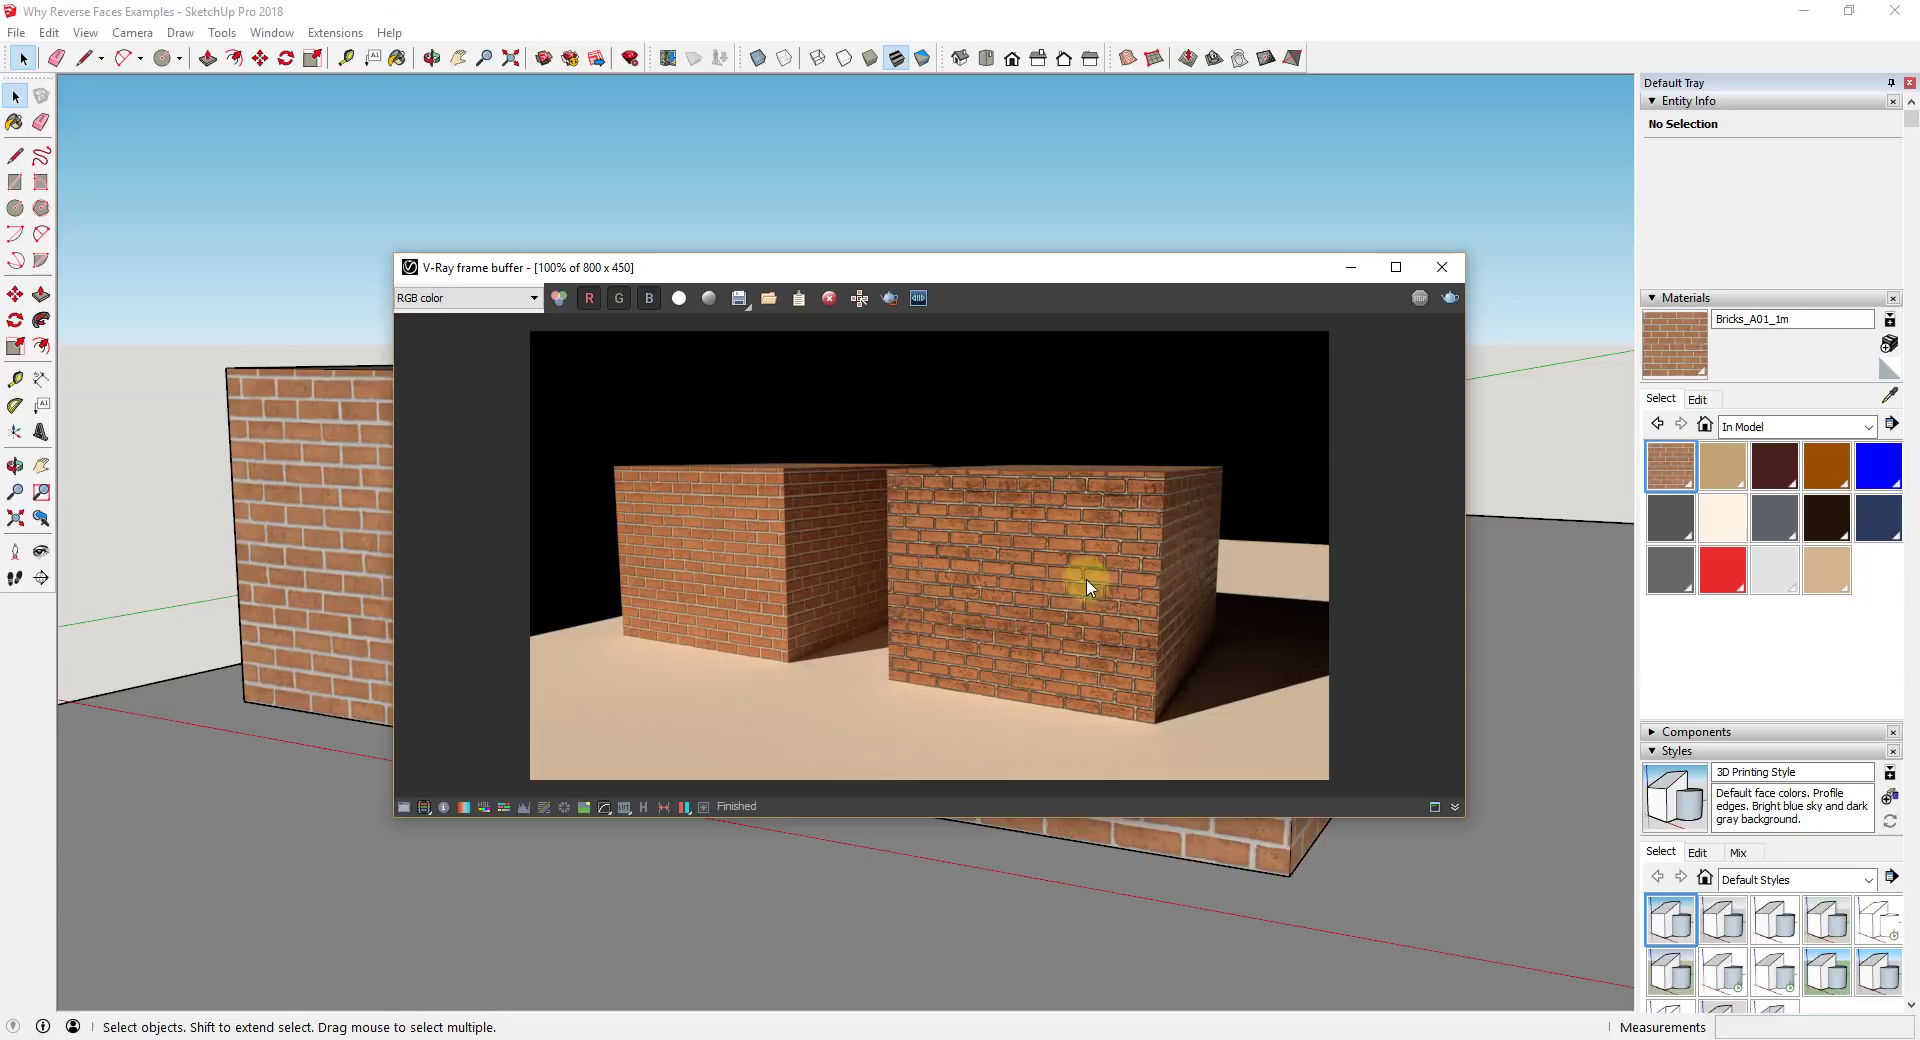 Why Reverse Faces Examples - SketchUp Pro 2018
File Edit View Camera Draw Tools Window Extensions Help
Default Tray
Entity Info
No Selection
V-Ray frame buffer - [100% of 800 x 450]
RGB color
R G B
STOP
Materials
Bricks_A01_1m
Select Edit
In Model
Components
Styles
3D Printing Style
Default face colors. Profile
edges. Bright blue sky and dark
gray background.
Select Edit Mix
Default Styles
HSL
H
Finished
Select objects. Shift to extend select. Drag mouse to select multiple.
Measurements